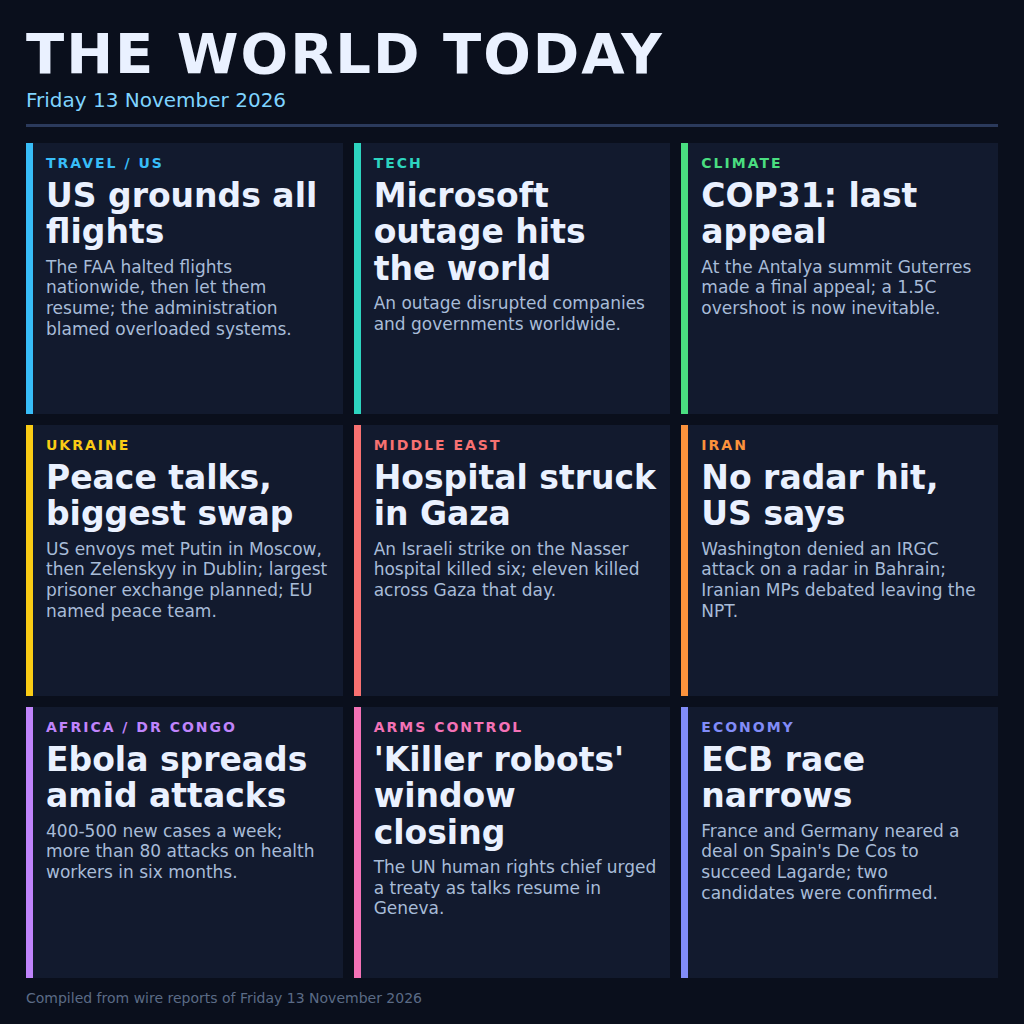 THE WORLD TODAY
Friday 13 November 2026
TRAVEL / US
US grounds all
flights
The FAA halted flights
nationwide, then let them
resume; the administration
blamed overloaded systems.
TECH
Microsoft
outage hits
the world
An outage disrupted companies
and governments worldwide.
CLIMATE
COP31: last
appeal
At the Antalya summit Guterres
made a final appeal; a 1.5C
overshoot is now inevitable.
UKRAINE
Peace talks,
biggest swap
US envoys met Putin in Moscow,
then Zelenskyy in Dublin; largest
prisoner exchange planned; EU
named peace team.
MIDDLE EAST
Hospital struck
in Gaza
An Israeli strike on the Nasser
hospital killed six; eleven killed
across Gaza that day.
IRAN
No radar hit,
US says
Washington denied an IRGC
attack on a radar in Bahrain;
Iranian MPs debated leaving the
NPT.
AFRICA / DR CONGO
Ebola spreads
amid attacks
400-500 new cases a week;
more than 80 attacks on health
workers in six months.
ARMS CONTROL
'Killer robots'
window
closing
The UN human rights chief urged
a treaty as talks resume in
Geneva.
ECONOMY
ECB race
narrows
France and Germany neared a
deal on Spain's De Cos to
succeed Lagarde; two
candidates were confirmed.
Compiled from wire reports of Friday 13 November 2026